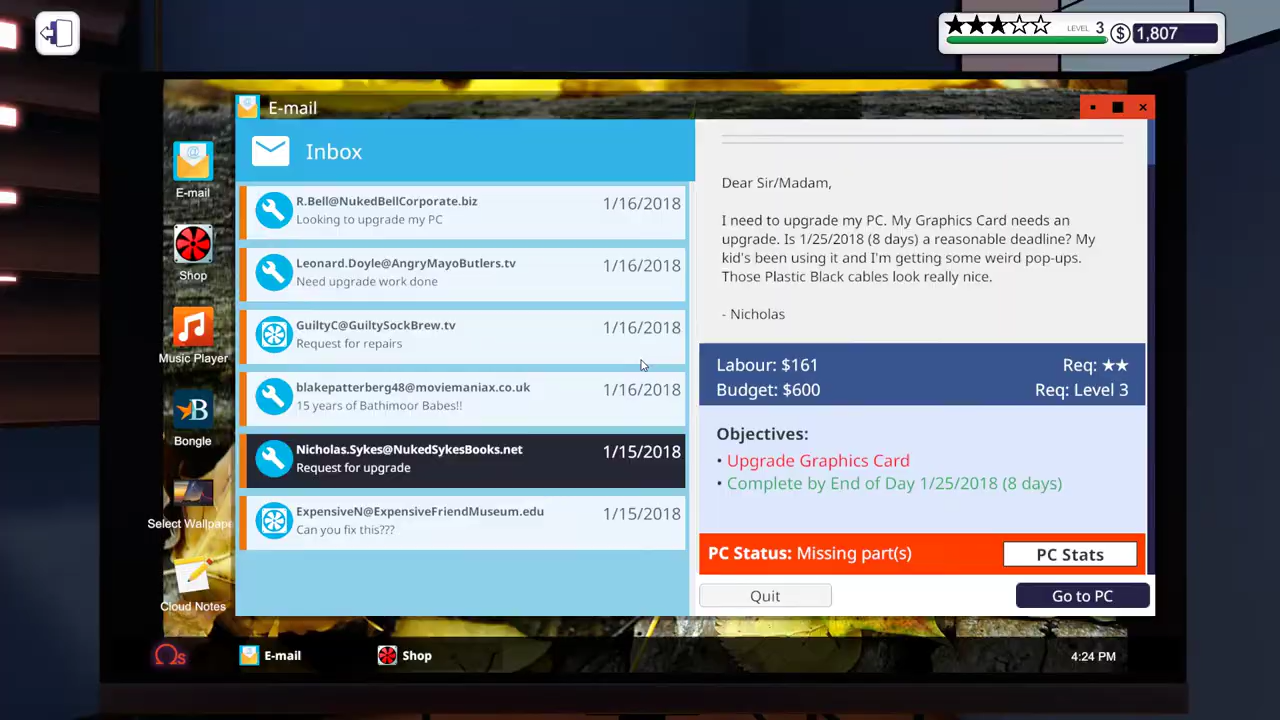 LEVEL 3
$ 1,807
E-mail
Inbox
R.Bell@NukedBellCorporate.biz
1/16/2018
Looking to upgrade my PC
Leonard.Doyle@AngryMayoButlers.tv
1/16/2018
Need upgrade work done
GuiltyC@GuiltySockBrew.tv
1/16/2018
Request for repairs
blakepatterberg48@moviemaniax.co.uk
1/16/2018
15 years of Bathimoor Babes!!
Nicholas.Sykes@NukedSykesBooks.net
1/15/2018
Request for upgrade
ExpensiveN@ExpensiveFriendMuseum.edu
1/15/2018
Can you fix this???
Dear Sir/Madam,
I need to upgrade my PC. My Graphics Card needs an
upgrade. Is 1/25/2018 (8 days) a reasonable deadline? My
kid's been using it and I'm getting some weird pop-ups.
Those Plastic Black cables look really nice.
- Nicholas
Labour: $161
Req: ★★
Budget: $600
Req: Level 3
Objectives:
• Upgrade Graphics Card
• Complete by End of Day 1/25/2018 (8 days)
PC Status: Missing part(s)
PC Stats
Quit
Go to PC
E-mail
Shop
Music Player
B
Bongle
Select Wallpape
Cloud Notes
Ωs
E-mail
Shop
4:24 PM